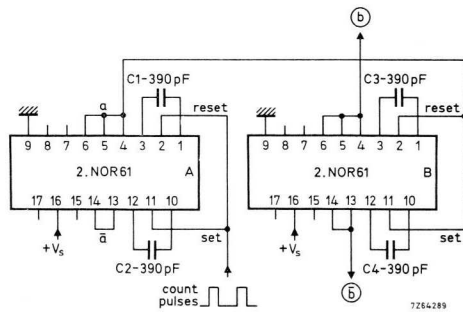 b
C1-390pF
C3-390pF
a
reset
reset
9 8 7 6 5 4 3 2 1
9 8 7 6 5 4 3 2 1
2.NOR61 A
2.NOR61 B
17 16 15 14 13 12 11 10
17 16 15 14 13 12 11 10
+Vs
a̅
set
+Vs
set
C2-390pF
b̅
C4-390pF
count
pulses
7Z64289